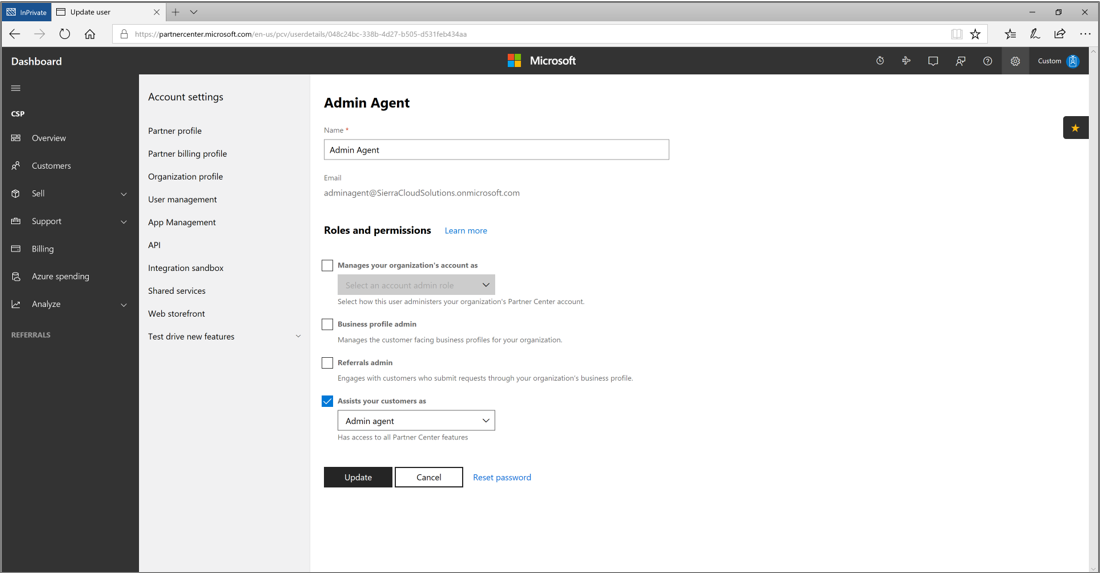 InPrivate
Update user
https://partnercenter.microsoft.com/en-us/pcv/userdetails/048c24bc-338b-4d27-b505-d531feb434aa
Dashboard
Microsoft
Custom
CSP
Overview
Customers
Sell
Support
Billing
Azure spending
Analyze
REFERRALS
Account settings
Partner profile
Partner billing profile
Organization profile
User management
App Management
API
Integration sandbox
Shared services
Web storefront
Test drive new features
Admin Agent
Name *
Admin Agent
Email
adminagent@SierraCloudSolutions.onmicrosoft.com
Roles and permissions Learn more
Manages your organization's account as
Select an account admin role
Select how this user administers your organization's Partner Center account.
Business profile admin
Manages the customer facing business profiles for your organization.
Referrals admin
Engages with customers who submit requests through your organization's business profile.
Assists your customers as
Admin agent
Has access to all Partner Center features
Update Cancel Reset password